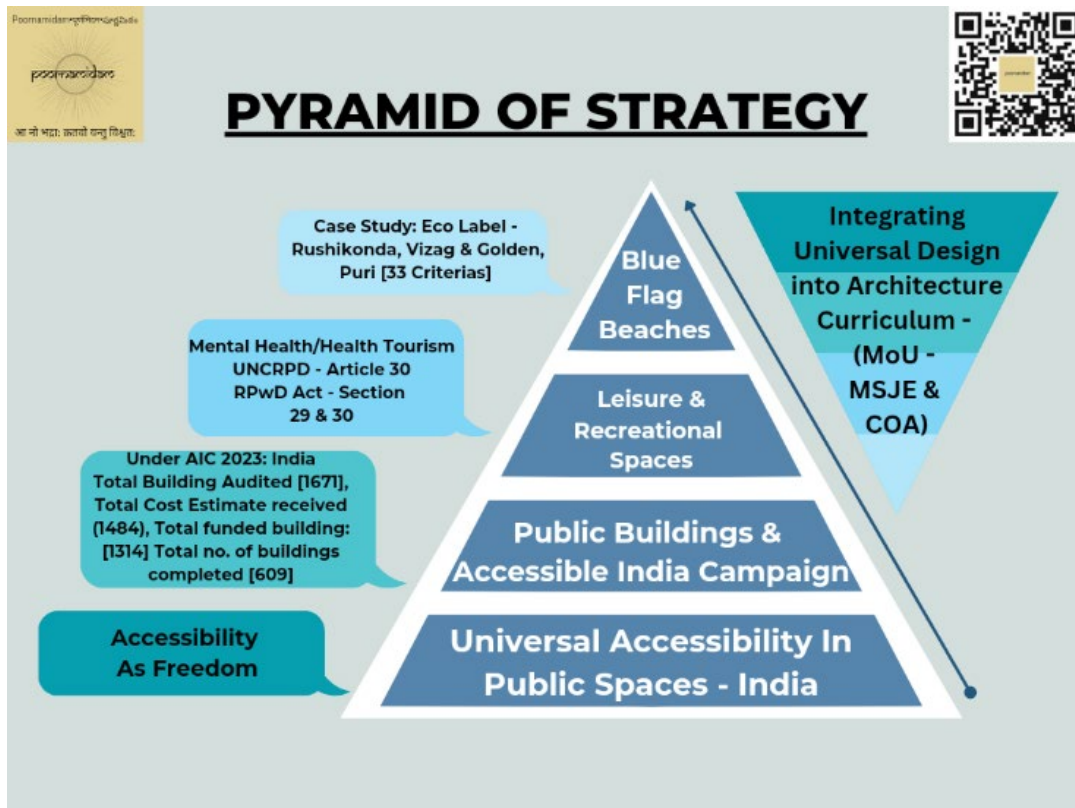 poornamidam
आ नो भद्राः क्रतवो यन्तु विश्वतः
PYRAMID OF STRATEGY
Case Study: Eco Label -
Rushikonda, Vizag & Golden,
Puri [33 Criterias]
Blue
Flag
Beaches
Mental Health/Health Tourism
UNCRPD - Article 30
RPwD Act - Section
29 & 30
Leisure &
Recreational
Spaces
Under AIC 2023: India
Total Building Audited [1671],
Total Cost Estimate received
(1484), Total funded building:
[1314] Total no. of buildings
completed [609]
Public Buildings &
Accessible India Campaign
Accessibility
As Freedom
Universal Accessibility In
Public Spaces - India
Integrating
Universal Design
into Architecture
Curriculum -
(MoU -
MSJE &
COA)